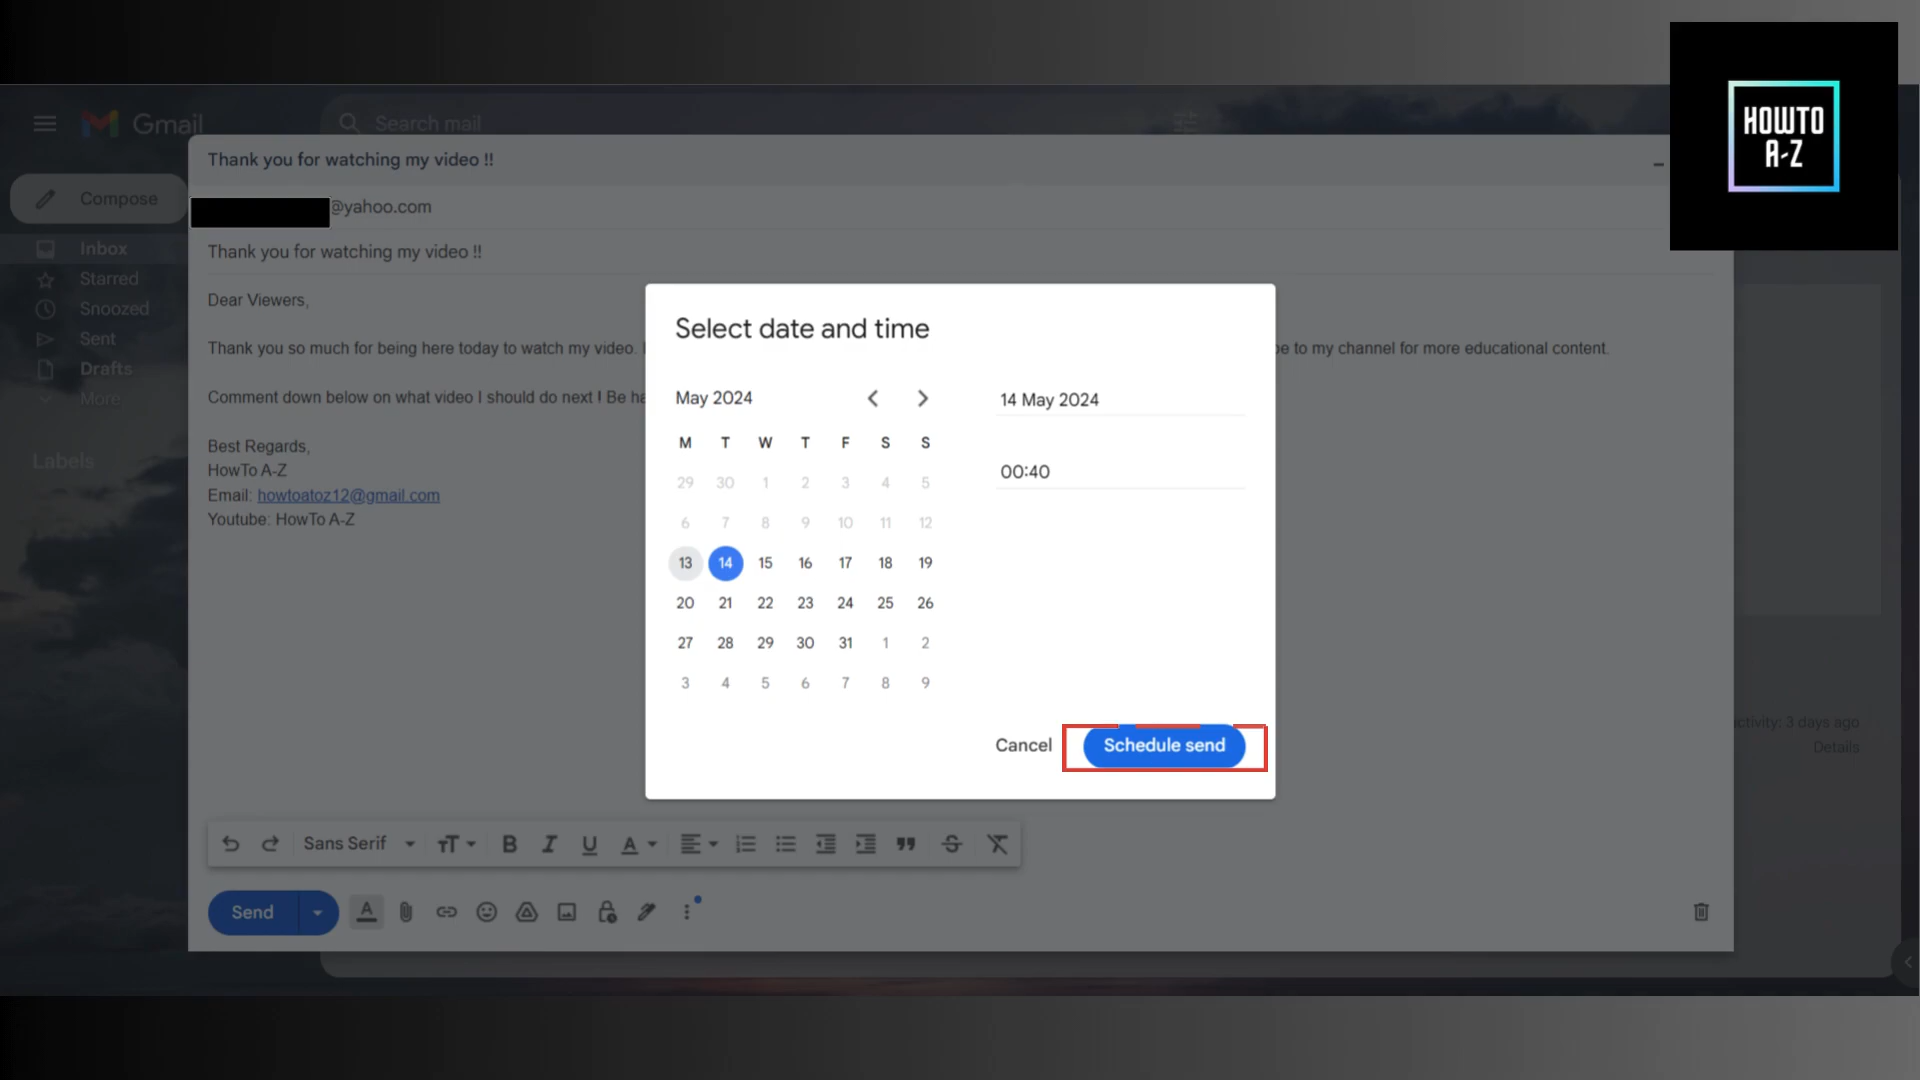 HOWTO
A-Z
Gmail
Search mail
Compose
Inbox
Starred
Snoozed
Sent
Drafts
More
Labels
Thank you for watching my video !!
@yahoo.com
Thank you for watching my video !!
Dear Viewers,
Thank you so much for being here today to watch my video.
to my channel for more educational content.
Comment down below on what video I should do next ! Be
Best Regards,
HowTo A-Z
Email: howtoatoz12@gmail.com
Youtube: HowTo A-Z
Select date and time
May 2024
M T W T F S S
29 30 1 2 3 4 5
6 7 8 9 10 11 12
13 14 15 16 17 18 19
20 21 22 23 24 25 26
27 28 29 30 31 1 2
3 4 5 6 7 8 9
14 May 2024
00:40
Cancel
Schedule send
3 days ago
Details
Sans Serif
Send